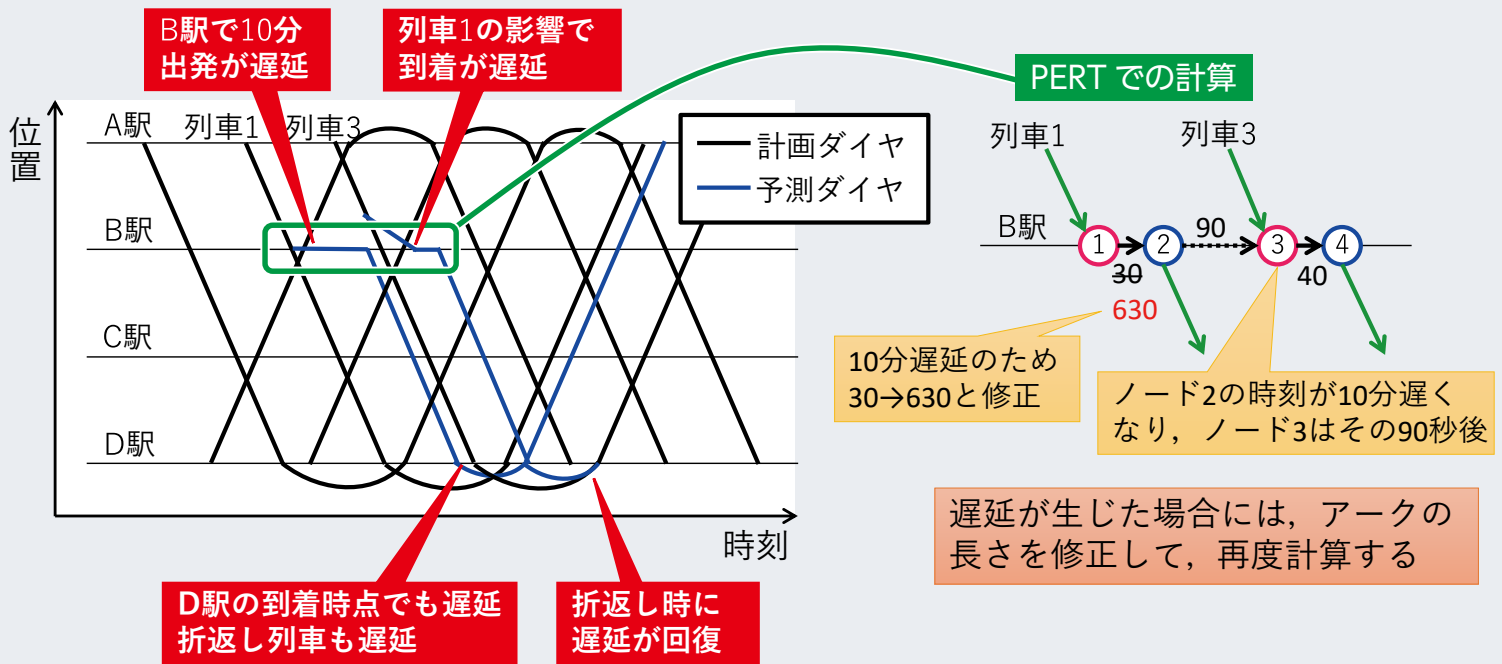 B駅で10分
出発が遅延
列車1の影響で
到着が遅延
PERT での計算
位置
A駅
列車1
列車3
計画ダイヤ
予測ダイヤ
B駅
C駅
D駅
時刻
D駅の到着時点でも遅延
折返し列車も遅延
折返し時に
遅延が回復
列車1
列車3
B駅
1
2
90
3
4
30
40
630
10分遅延のため
30→630と修正
ノード2の時刻が10分遅く
なり，ノード3はその90秒後
遅延が生じた場合には，アークの
長さを修正して，再度計算する